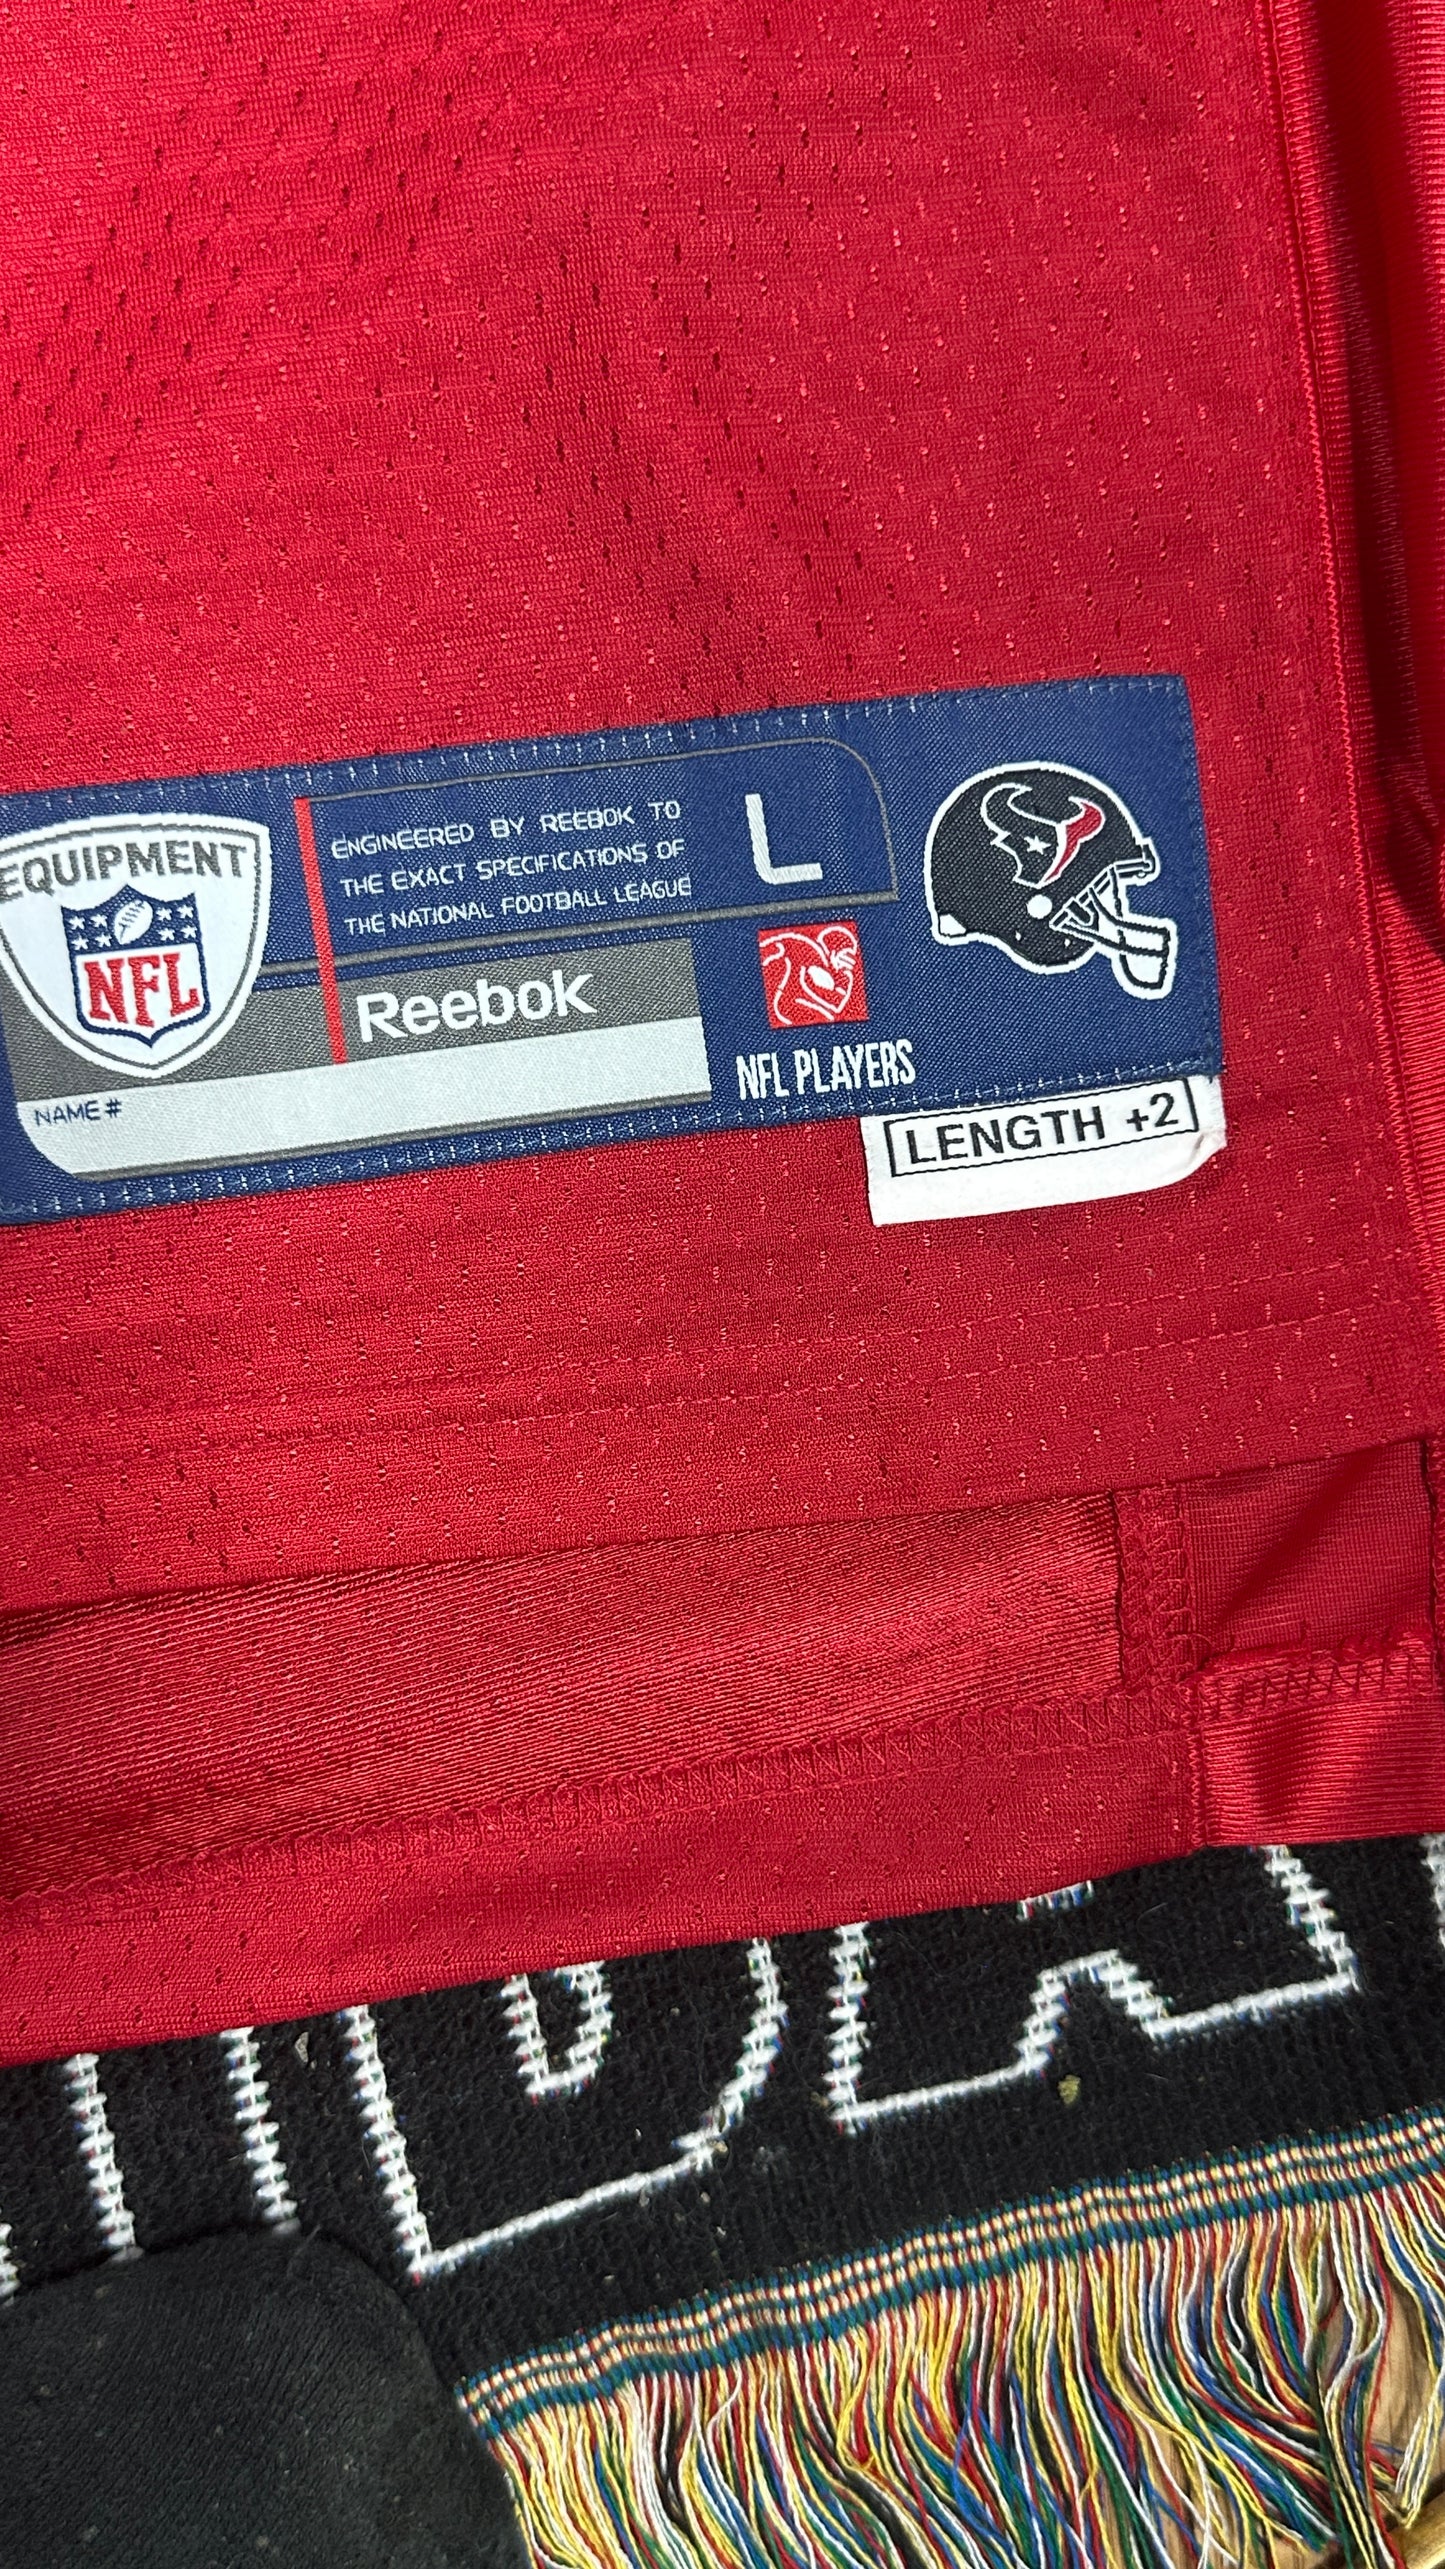 EQUIPMENT
NFL
ENGINEERED BY REEBOK TO
THE EXACT SPECIFICATIONS OF
THE NATIONAL FOOTBALL LEAGUE
L
Reebok
NFL PLAYERS
NAME #
LENGTH +2